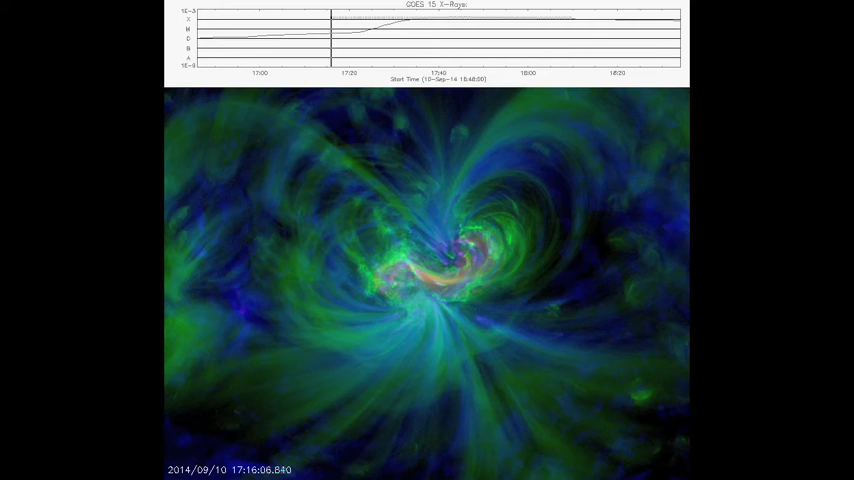 GOES 15 X-Rays:
1E-3
X
M
C
B
A
1E-9
17:00 17:20 17:40 18:00 18:20
Start Time (10-Sep-14 16:46:00)
2014/09/10 17:16:06.840